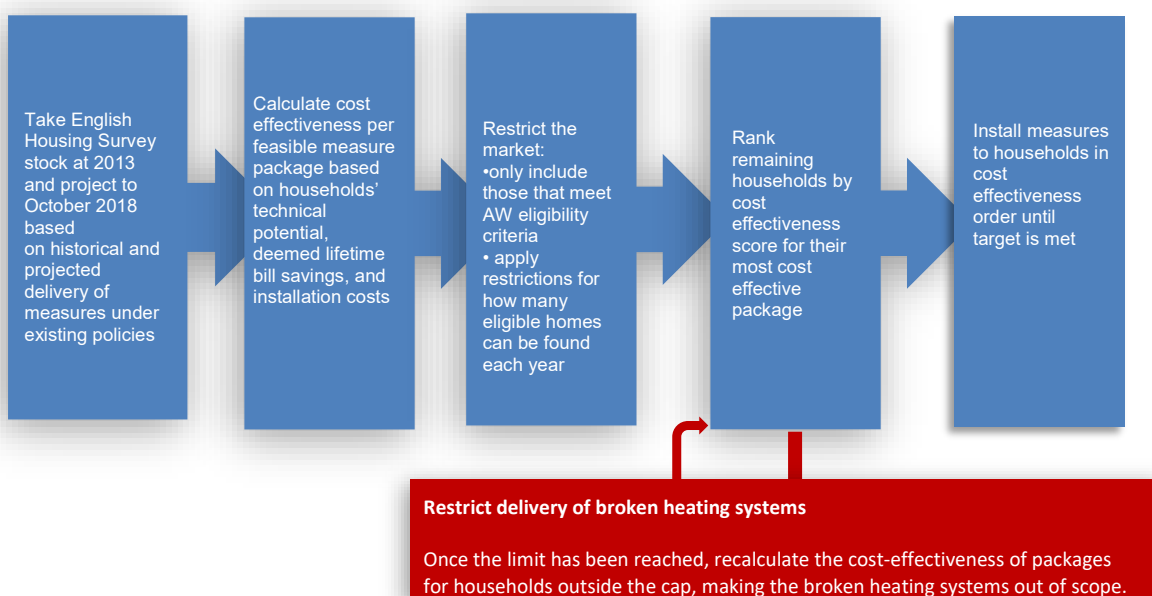 Take English
Housing Survey
stock at 2013
and project to
October 2018
based
on historical and
projected
delivery of
measures under
existing policies
Calculate cost
effectiveness per
feasible measure
package based
on households’
technical
potential,
deemed lifetime
bill savings, and
installation costs
Restrict the
market:
•only include
those that meet
AW eligibility
criteria
• apply
restrictions for
how many
eligible homes
can be found
each year
Rank
remaining
households by
cost
effectiveness
score for their
most cost
effective
package
Install measures
to households in
cost
effectiveness
order until
target is met
Restrict delivery of broken heating systems
Once the limit has been reached, recalculate the cost-effectiveness of packages
for households outside the cap, making the broken heating systems out of scope.